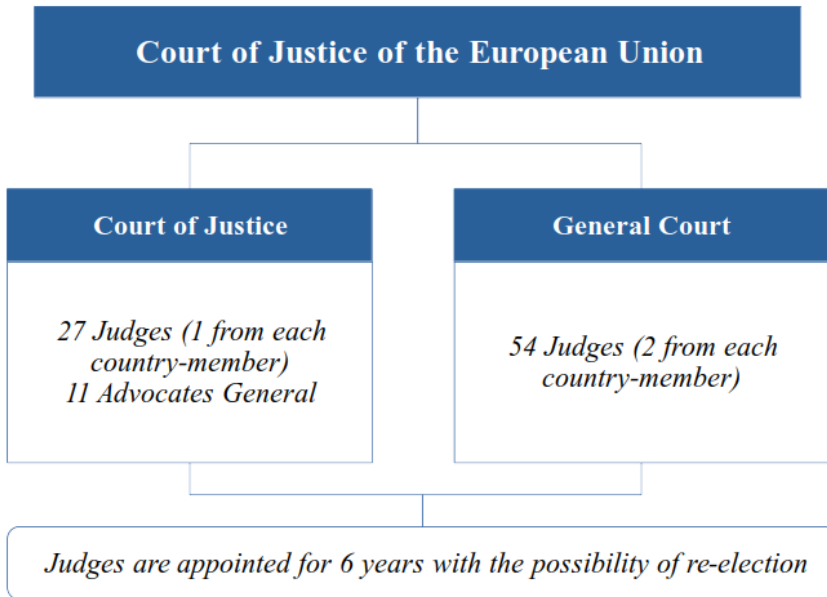 Court of Justice of the European Union
Court of Justice
27 Judges (1 from each
country-member)
11 Advocates General
General Court
54 Judges (2 from each
country-member)
Judges are appointed for 6 years with the possibility of re-election